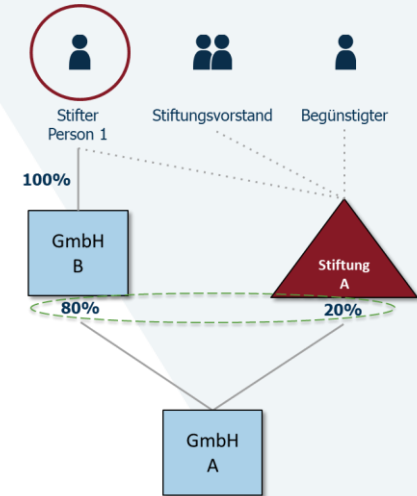 Stifter
Person 1
Stiftungsvorstand
Begünstigter
100%
GmbH
B
Stiftung
A
80%
20%
GmbH
A